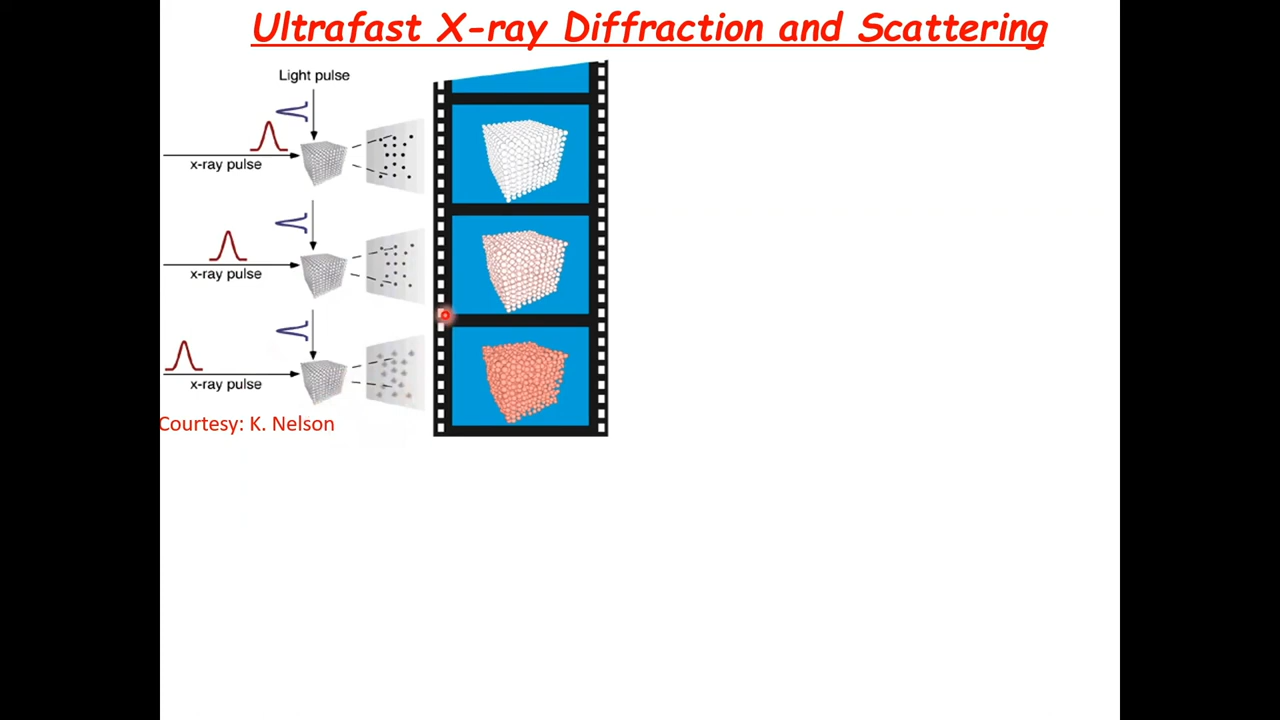 Ultrafast X-ray Diffraction and Scattering
Light pulse
x-ray pulse
x-ray pulse
x-ray pulse
Courtesy: K. Nelson